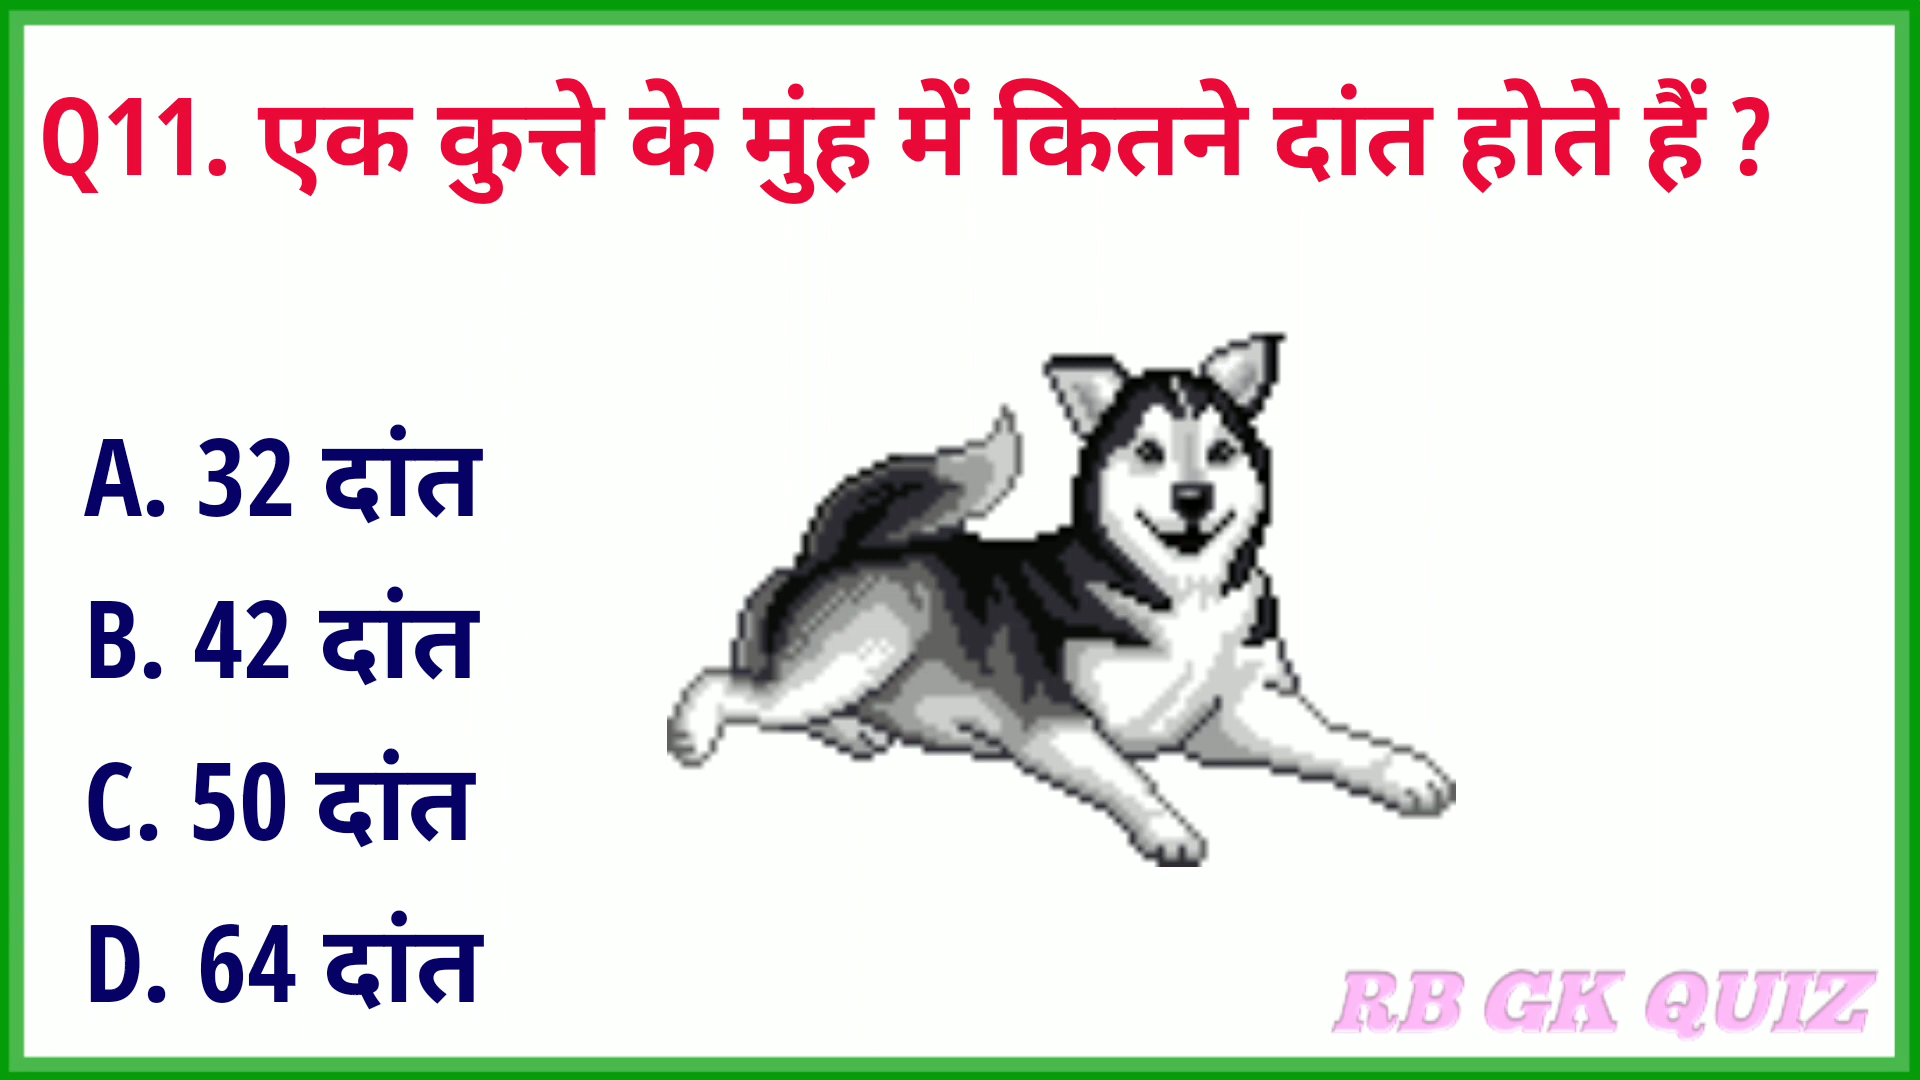 Q11. एक कुत्ते के मुंह में कितने दांत होते हैं ?
A. 32 दांत
B. 42 दांत
C. 50 दांत
D. 64 दांत
RB GK QUIZ